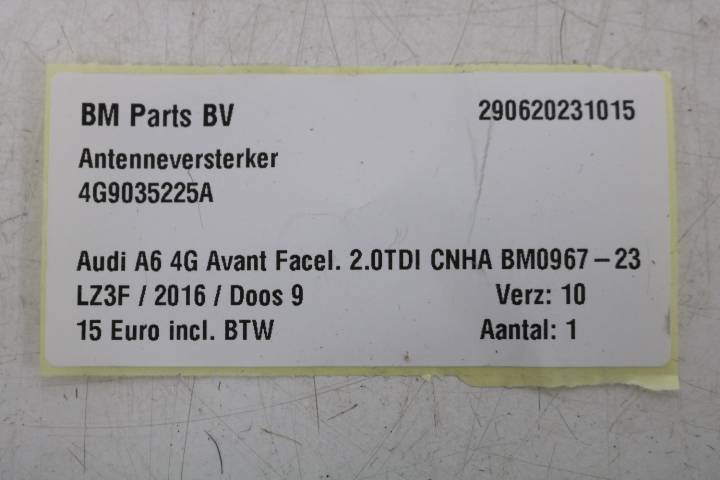 BM Parts BV 290620231015
Antenneversterker
4G9035225A
Audi A6 4G Avant Facel. 2.0TDI CNHA BM0967-23
LZ3F / 2016 / Doos 9 Verz: 10
15 Euro incl. BTW Aantal: 1